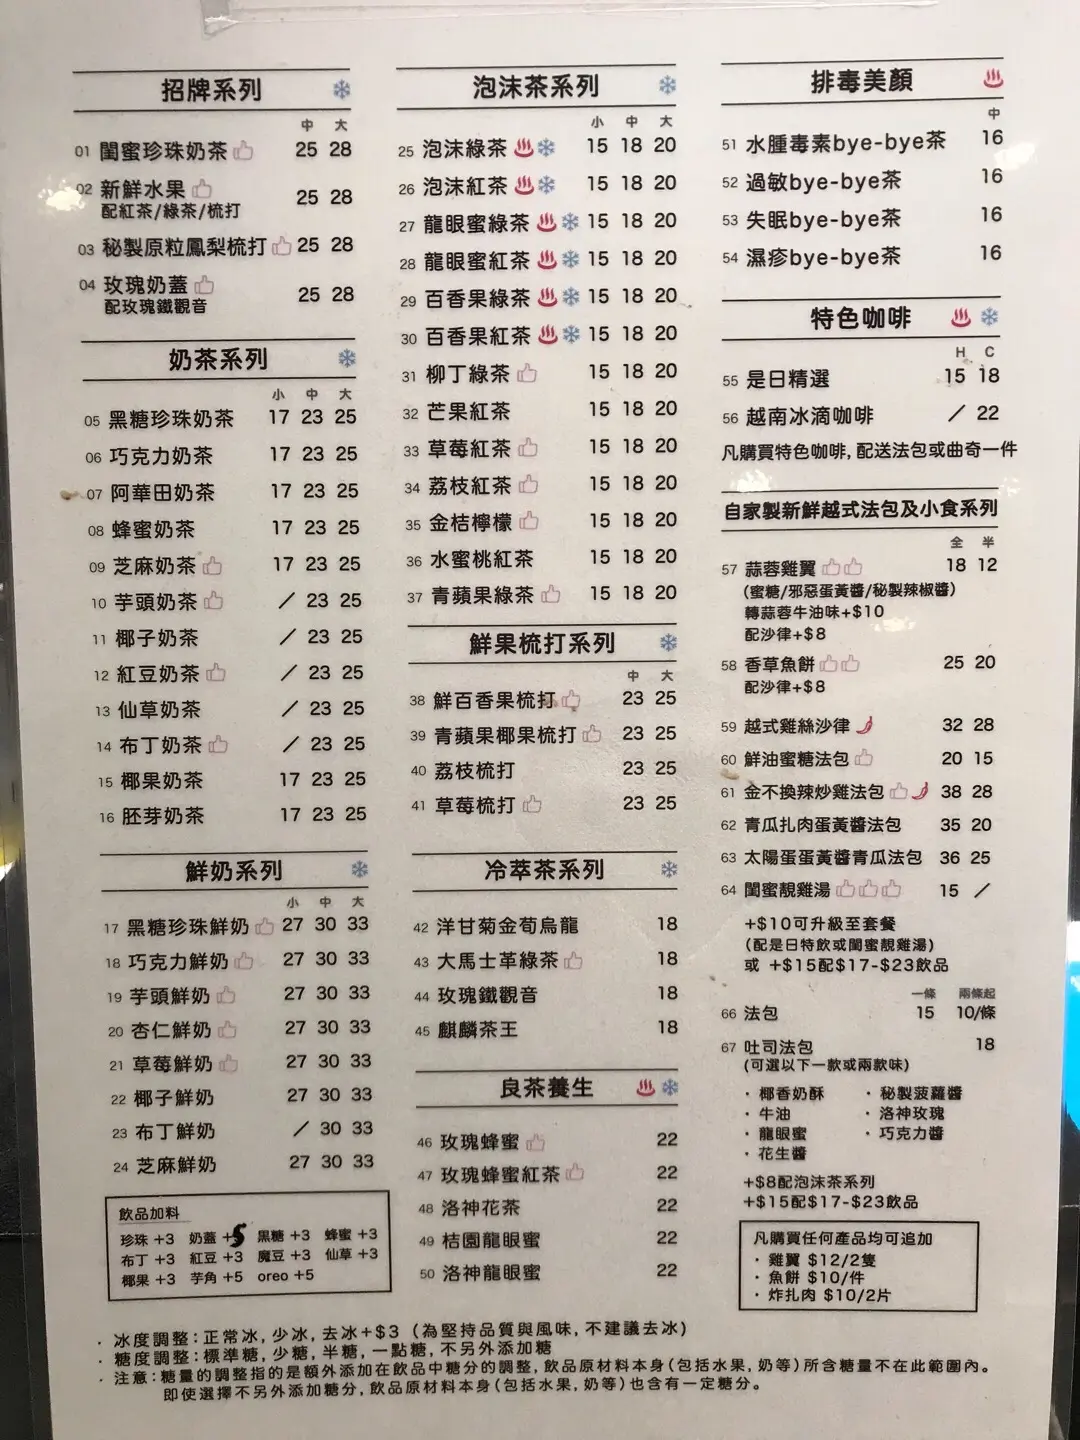 招牌系列
中 大
01 閨蜜珍珠奶茶 25 28
02 新鮮水果 25 28
配紅茶/綠茶/梳打
03 秘製原粒鳳梨梳打 25 28
04 玫瑰奶蓋 25 28
配玫瑰鐵觀音
奶茶系列
小 中 大
05 黑糖珍珠奶茶 17 23 25
06 巧克力奶茶 17 23 25
07 阿華田奶茶 17 23 25
08 蜂蜜奶茶 17 23 25
09 芝麻奶茶 17 23 25
10 芋頭奶茶 / 23 25
11 椰子奶茶 / 23 25
12 紅豆奶茶 / 23 25
13 仙草奶茶 / 23 25
14 布丁奶茶 / 23 25
15 椰果奶茶 17 23 25
16 胚芽奶茶 17 23 25
鮮奶系列
小 中 大
17 黑糖珍珠鮮奶 27 30 33
18 巧克力鮮奶 27 30 33
19 芋頭鮮奶 27 30 33
20 杏仁鮮奶 27 30 33
21 草莓鮮奶 27 30 33
22 椰子鮮奶 27 30 33
23 布丁鮮奶 / 30 33
24 芝麻鮮奶 27 30 33
飲品加料
珍珠 +3 奶蓋 + 黑糖 +3 蜂蜜 +3
布丁 +3 紅豆 +3 魔豆 +3 仙草 +3
椰果 +3 芋角 +5 oreo +5
泡沫茶系列
小 中 大
25 泡沫綠茶 15 18 20
26 泡沫紅茶 15 18 20
27 龍眼蜜綠茶 15 18 20
28 龍眼蜜紅茶 15 18 20
29 百香果綠茶 15 18 20
30 百香果紅茶 15 18 20
31 柳丁綠茶 15 18 20
32 芒果紅茶 15 18 20
33 草莓紅茶 15 18 20
34 荔枝紅茶 15 18 20
35 金桔檸檬 15 18 20
36 水蜜桃紅茶 15 18 20
37 青蘋果綠茶 15 18 20
鮮果梳打系列
中 大
38 鮮百香果梳打 23 25
39 青蘋果椰果梳打 23 25
40 荔枝梳打 23 25
41 草莓梳打 23 25
冷萃茶系列
42 洋甘菊金萄烏龍 18
43 大馬士革綠茶 18
44 玫瑰鐵觀音 18
45 麒麟茶王 18
良茶養生
46 玫瑰蜂蜜 22
47 玫瑰蜂蜜紅茶 22
48 洛神花茶 22
49 桔園龍眼蜜 22
50 洛神龍眼蜜 22
排毒美顏
中
51 水腫毒素bye-bye茶 16
52 過敏bye-bye茶 16
53 失眠bye-bye茶 16
54 濕疹bye-bye茶 16
特色咖啡
H C
55 是日精選 15 18
56 越南冰滴咖啡 / 22
凡購買特色咖啡, 配送法包或曲奇一件
自家製新鮮越式法包及小食系列
全 半
57 蒜蓉雞翼 18 12
(蜜糖/邪惡蛋黃醬/秘製辣椒醬)
轉蒜蓉牛油味+$10
配沙律+$8
58 香草魚餅 25 20
配沙律+$8
59 越式雞絲沙律 32 28
60 鮮油蜜糖法包 20 15
61 金不換辣炒雞法包 38 28
62 青瓜扎肉蛋黃醬法包 35 20
63 太陽蛋蛋黃醬青瓜法包 36 25
64 閨蜜靚雞湯 15 /
+$10可升級至套餐
(配是日特飲或閨蜜靚雞湯)
或 +$15配$17-$23飲品
一條 兩條起
66 法包 15 10/條
67 吐司法包 18
(可選以下一款或兩款味)
· 椰香奶酥 · 秘製菠蘿醬
· 牛油 · 洛神玫瑰
· 龍眼蜜 · 巧克力醬
· 花生醬
+$8配泡沫茶系列
+$15配$17-$23飲品
凡購買任何產品均可追加
· 雞翼 $12/2隻
· 魚餅 $10/件
· 炸扎肉 $10/2片
· 冰度調整: 正常冰, 少冰, 去冰+$3 (為堅持品質與風味, 不建議去冰)
· 糖度調整: 標準糖, 少糖, 半糖, 一點糖, 不另外添加糖
· 注意: 糖量的調整指的是額外添加在飲品中糖分的調整, 飲品原材料本身(包括水果, 奶等)所含糖量不在此範圍內。
即使選擇不另外添加糖分, 飲品原材料本身(包括水果, 奶等)也含有一定糖分。